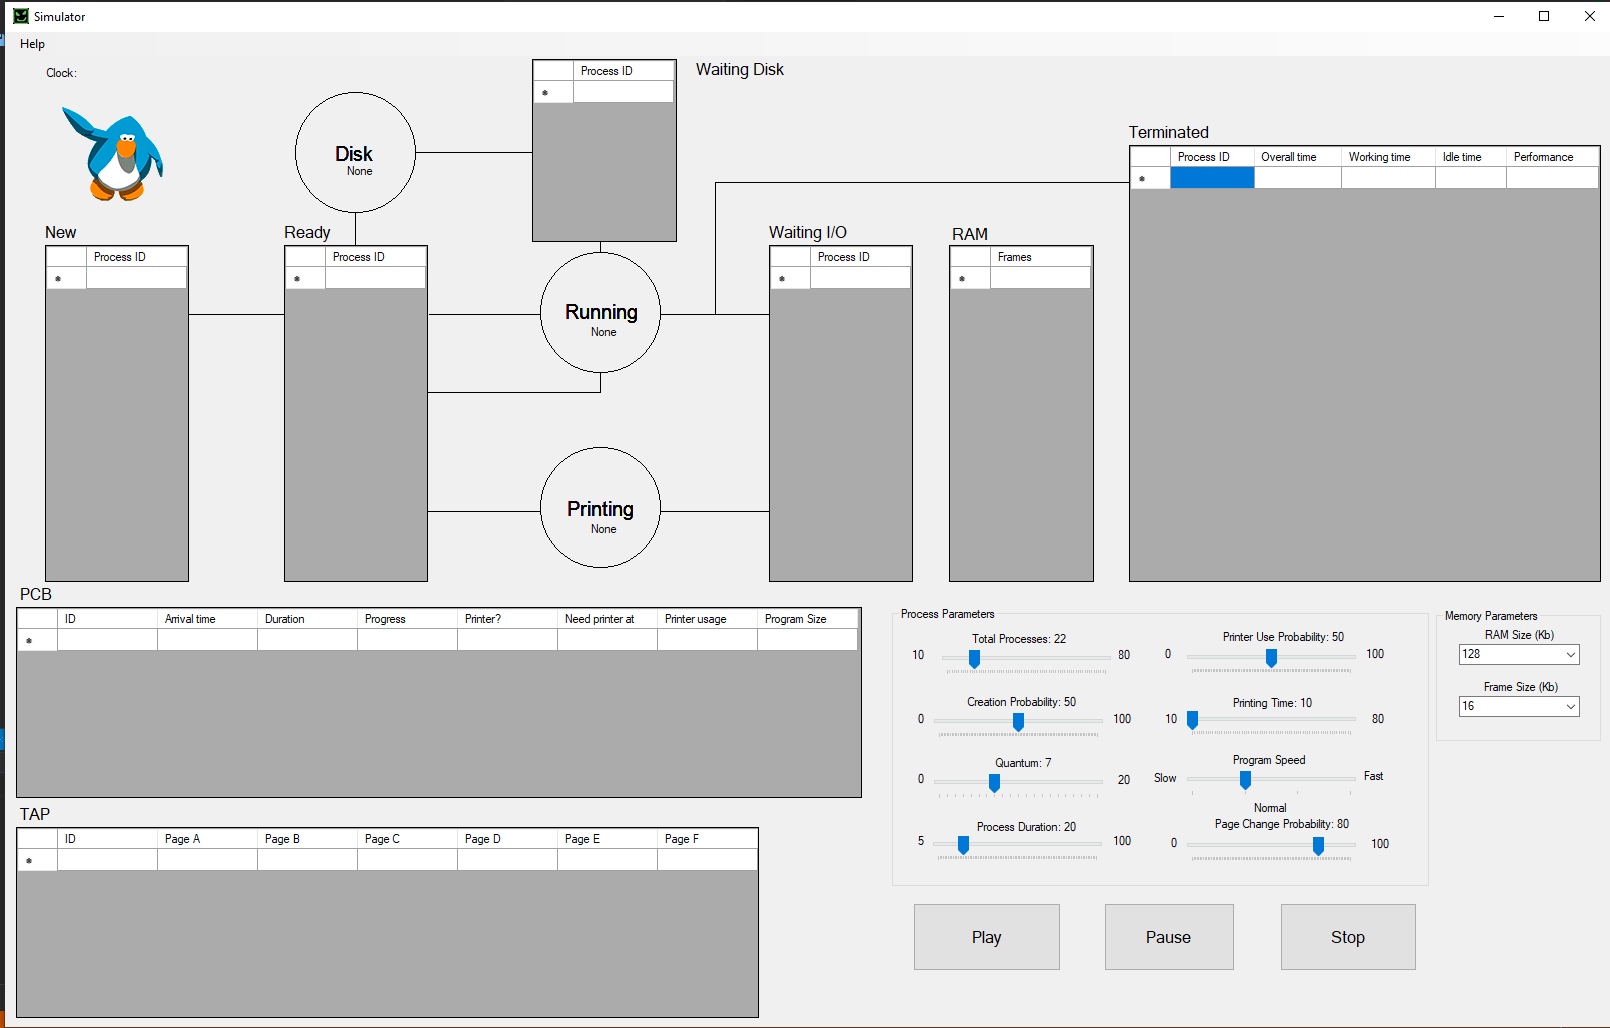 Simulator
Help
Clock:
Process ID
Waiting Disk
Disk
None
Terminated
Process ID Overall time Working time Idle time Performance
New
Process ID
Ready
Process ID
Running
None
Waiting I/O
Process ID
RAM
Frames
Printing
None
PCB
ID Arrival time Duration Progress Printer? Need printer at Printer usage Program Size
TAP
ID Page A Page B Page C Page D Page E Page F
Process Parameters
Total Processes: 22
10 80
Creation Probability: 50
0 100
Quantum: 7
0 20
Process Duration: 20
5 100
Printer Use Probability: 50
0 100
Printing Time: 10
10 80
Program Speed
Slow Fast
Normal
Page Change Probability: 80
0 100
Memory Parameters
RAM Size (Kb)
128
Frame Size (Kb)
16
Play
Pause
Stop